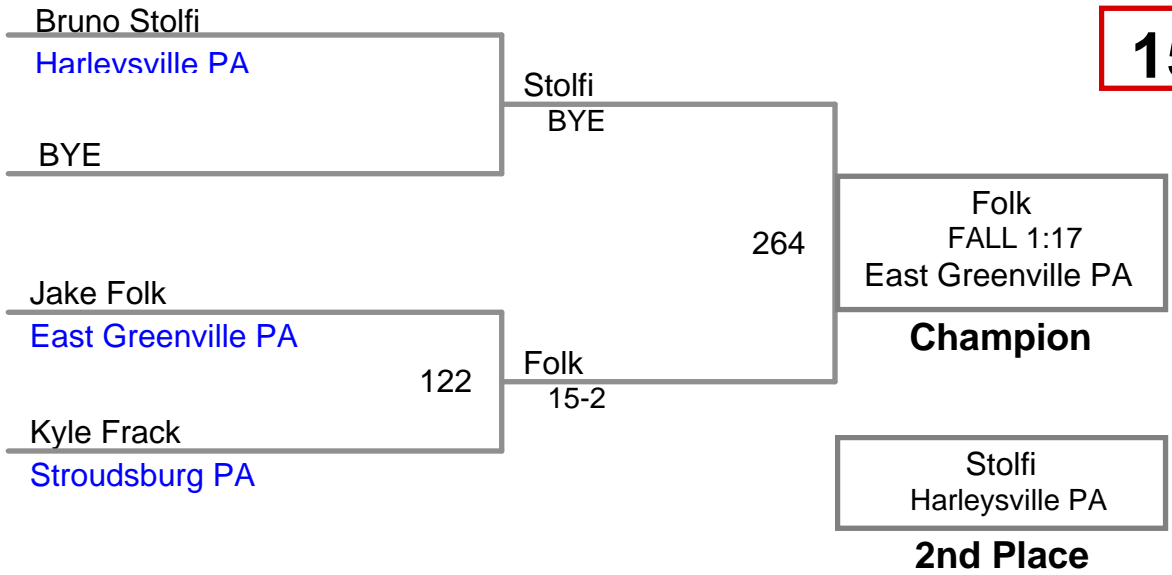 Bruno Stolfi
Harleysville PA
BYE
Stolfi
BYE
264
Jake Folk
East Greenville PA
122
Kyle Frack
Stroudsburg PA
Folk
15-2
Folk
FALL 1:17
East Greenville PA
Champion
Stolfi
Harleysville PA
2nd Place